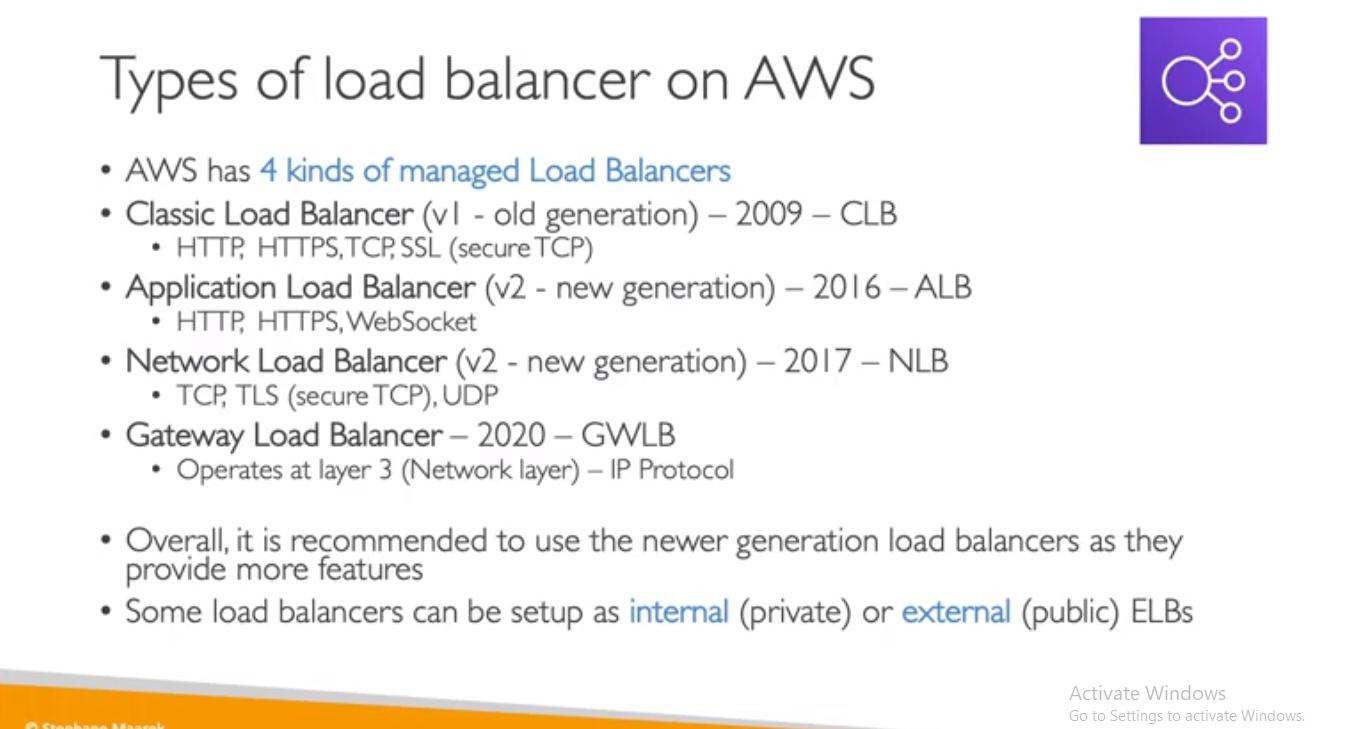 Types of load balancer on AWS
• AWS has 4 kinds of managed Load Balancers
• Classic Load Balancer (v1 - old generation) – 2009 – CLB
• HTTP, HTTPS, TCP, SSL (secure TCP)
• Application Load Balancer (v2 - new generation) – 2016 – ALB
• HTTP, HTTPS, WebSocket
• Network Load Balancer (v2 - new generation) – 2017 – NLB
• TCP, TLS (secure TCP), UDP
• Gateway Load Balancer – 2020 – GWLB
• Operates at layer 3 (Network layer) – IP Protocol
• Overall, it is recommended to use the newer generation load balancers as they
provide more features
• Some load balancers can be setup as internal (private) or external (public) ELBs
Activate Windows
Go to Settings to activate Windows.
© Stephane Maarek